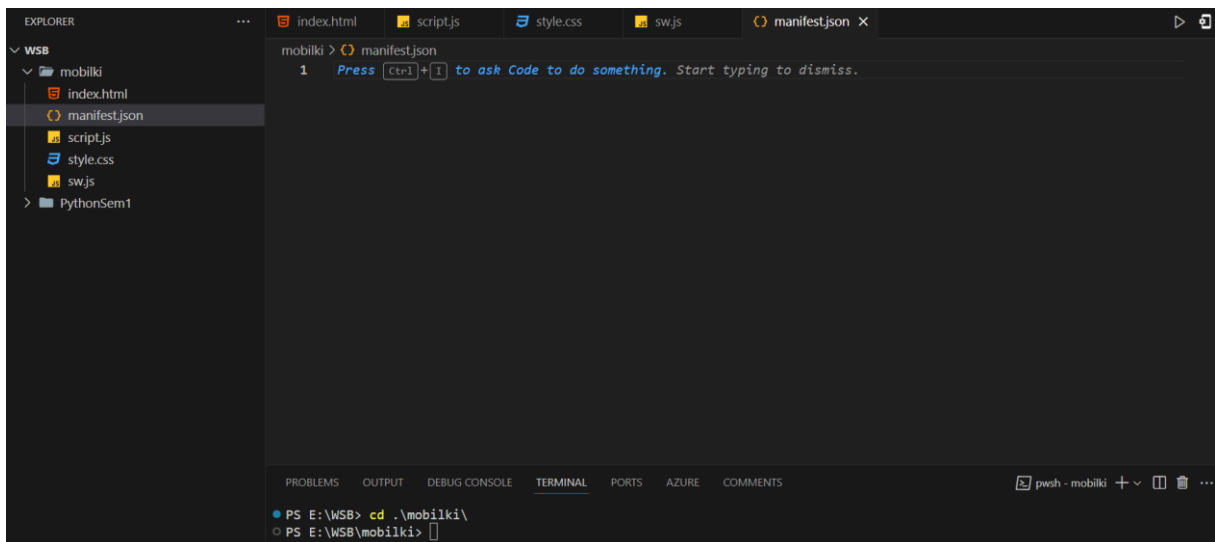 EXPLORER ...
index.html script.js style.css sw.js {} manifest.json ×
WSB
mobilki > {} manifest.json
1 Press Ctrl+I to ask Code to do something. Start typing to dismiss.
mobilki
index.html
{} manifest.json
JS script.js
style.css
JS sw.js
PythonSem1
PROBLEMS OUTPUT DEBUG CONSOLE TERMINAL PORTS AZURE COMMENTS pwsh - mobilki + ...
PS E:\WSB> cd .\mobilki\
PS E:\WSB\mobilki>